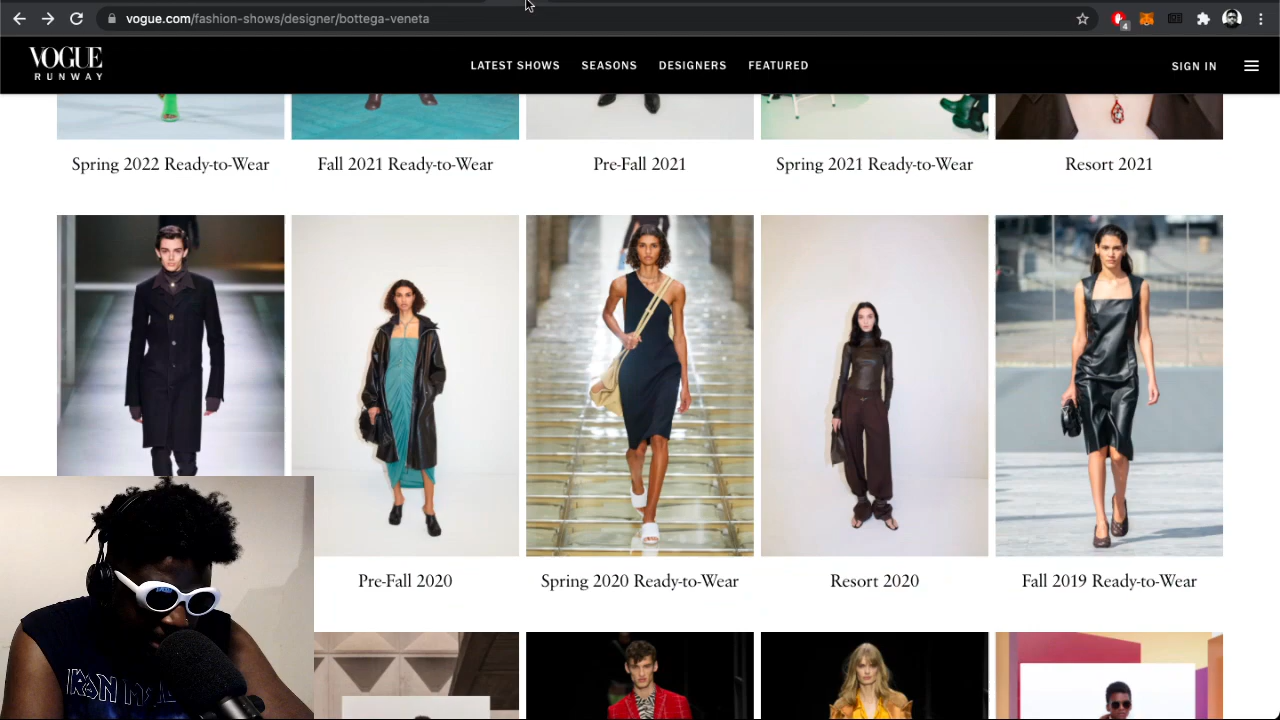 vogue.com/fashion-shows/designer/bottega-veneta
4
VOGUE
RUNWAY
LATEST SHOWS SEASONS DESIGNERS FEATURED
SIGN IN
Spring 2022 Ready-to-Wear Fall 2021 Ready-to-Wear Pre-Fall 2021 Spring 2021 Ready-to-Wear Resort 2021
Pre-Fall 2020 Spring 2020 Ready-to-Wear Resort 2020 Fall 2019 Ready-to-Wear
IRON